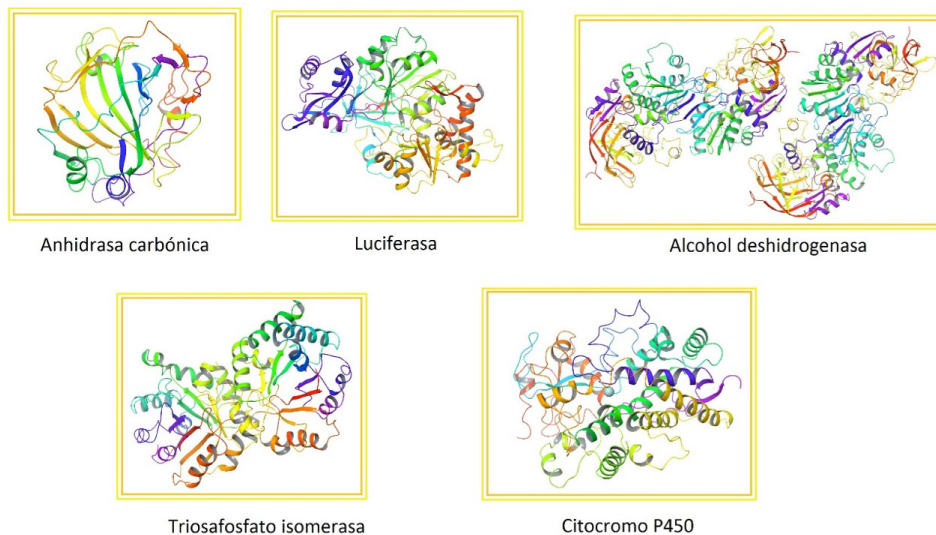 Anhidrasa carbónica
Luciferasa
Alcohol deshidrogenasa
Triosafosfato isomerasa
Citocromo P450